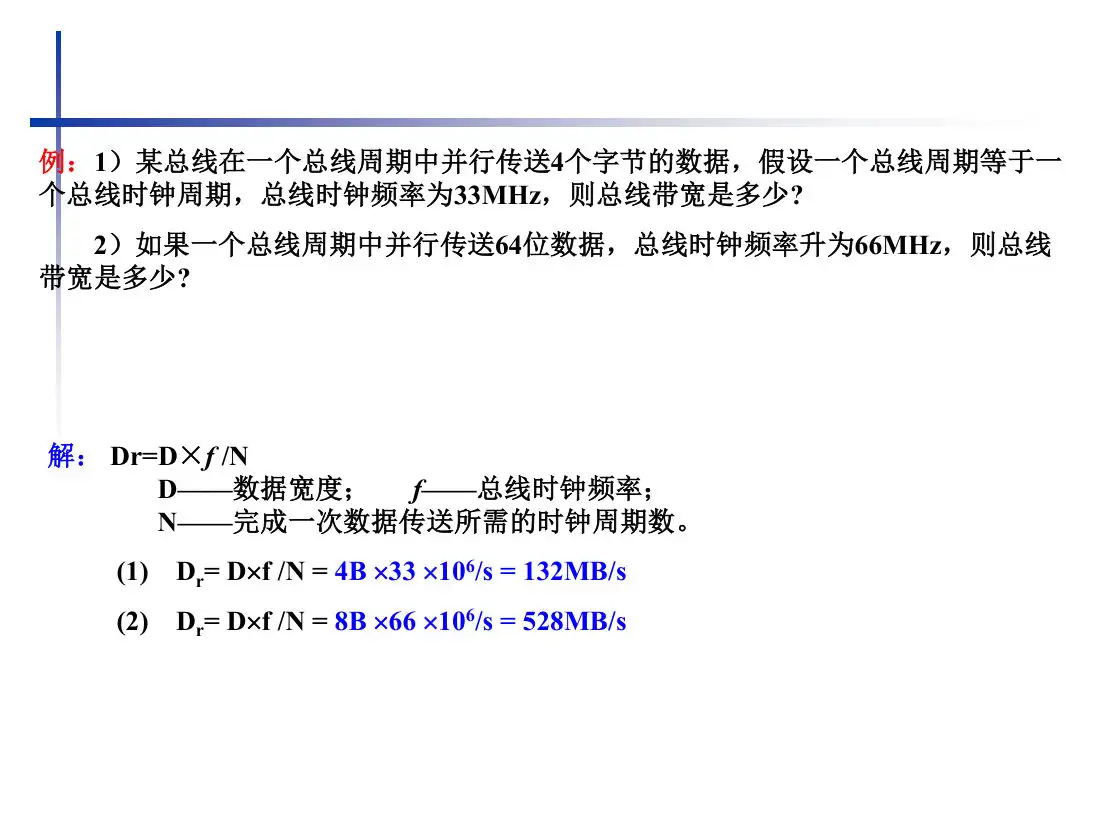 例：1）某总线在一个总线周期中并行传送4个字节的数据，假设一个总线周期等于一
个总线时钟周期，总线时钟频率为33MHz，则总线带宽是多少?
2）如果一个总线周期中并行传送64位数据，总线时钟频率升为66MHz，则总线
带宽是多少?
解： Dr=D×f /N
D——数据宽度； f——总线时钟频率；
N——完成一次数据传送所需的时钟周期数。
(1) Dr= D×f /N = 4B ×33 ×10⁶/s = 132MB/s
(2) Dr= D×f /N = 8B ×66 ×10⁶/s = 528MB/s